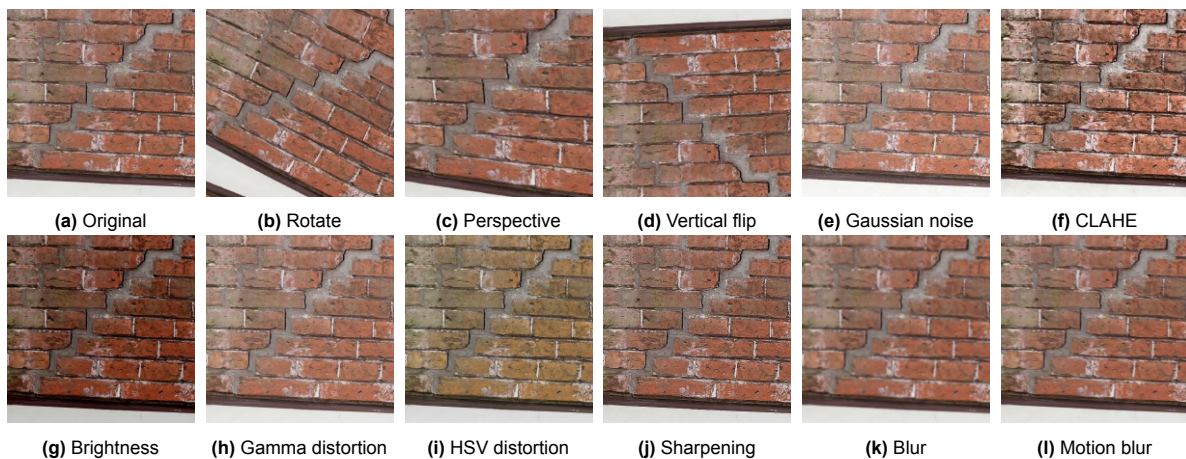 (a) Original
(b) Rotate
(c) Perspective
(d) Vertical flip
(e) Gaussian noise
(f) CLAHE
(g) Brightness
(h) Gamma distortion
(i) HSV distortion
(j) Sharpening
(k) Blur
(l) Motion blur